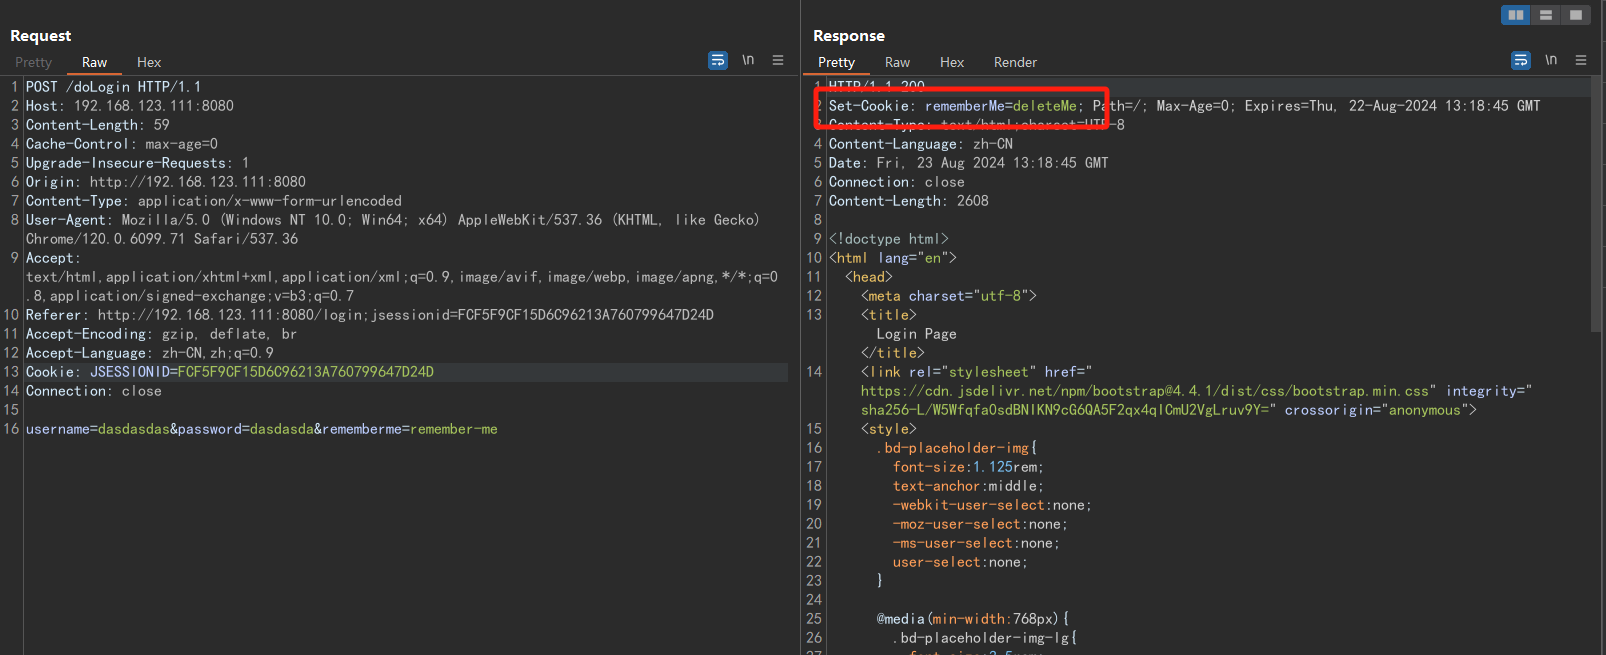 Request
Pretty Raw Hex
\n
1 POST /doLogin HTTP/1.1
2 Host: 192.168.123.111:8080
3 Content-Length: 59
4 Cache-Control: max-age=0
5 Upgrade-Insecure-Requests: 1
6 Origin: http://192.168.123.111:8080
7 Content-Type: application/x-www-form-urlencoded
8 User-Agent: Mozilla/5.0 (Windows NT 10.0; Win64; x64) AppleWebKit/537.36 (KHTML, like Gecko)
Chrome/120.0.6099.71 Safari/537.36
9 Accept:
text/html,application/xhtml+xml,application/xml;q=0.9,image/avif,image/webp,image/apng,*/*;q=0
.8,application/signed-exchange;v=b3;q=0.7
10 Referer: http://192.168.123.111:8080/login;jsessionid=FCF5F9CF15D6C96213A760799647D24D
11 Accept-Encoding: gzip, deflate, br
12 Accept-Language: zh-CN,zh;q=0.9
13 Cookie: JSESSIONID=FCF5F9CF15D6C96213A760799647D24D
14 Connection: close
15
16 username=dasdasdas&password=dasdasda&rememberme=remember-me
Response
Pretty Raw Hex Render
\n
1 HTTP/1.1 200
2 Set-Cookie: rememberMe=deleteMe; Path=/; Max-Age=0; Expires=Thu, 22-Aug-2024 13:18:45 GMT
3 Content-Type: text/html;charset=UTF-8
4 Content-Language: zh-CN
5 Date: Fri, 23 Aug 2024 13:18:45 GMT
6 Connection: close
7 Content-Length: 2608
8
9 <!doctype html>
10 <html lang="en">
11 <head>
12 <meta charset="utf-8">
13 <title>
Login Page
</title>
14 <link rel="stylesheet" href="
https://cdn.jsdelivr.net/npm/bootstrap@4.4.1/dist/css/bootstrap.min.css" integrity="
sha256-L/W5Wfqfa0sdBNIKN9cG6QA5F2qx4qICmU2VgLruv9Y=" crossorigin="anonymous">
15 <style>
16 .bd-placeholder-img{
17 font-size:1.125rem;
18 text-anchor:middle;
19 -webkit-user-select:none;
20 -moz-user-select:none;
21 -ms-user-select:none;
22 user-select:none;
23 }
24
25 @media(min-width:768px){
26 .bd-placeholder-img-lg{
27 font-size:3.5rem;